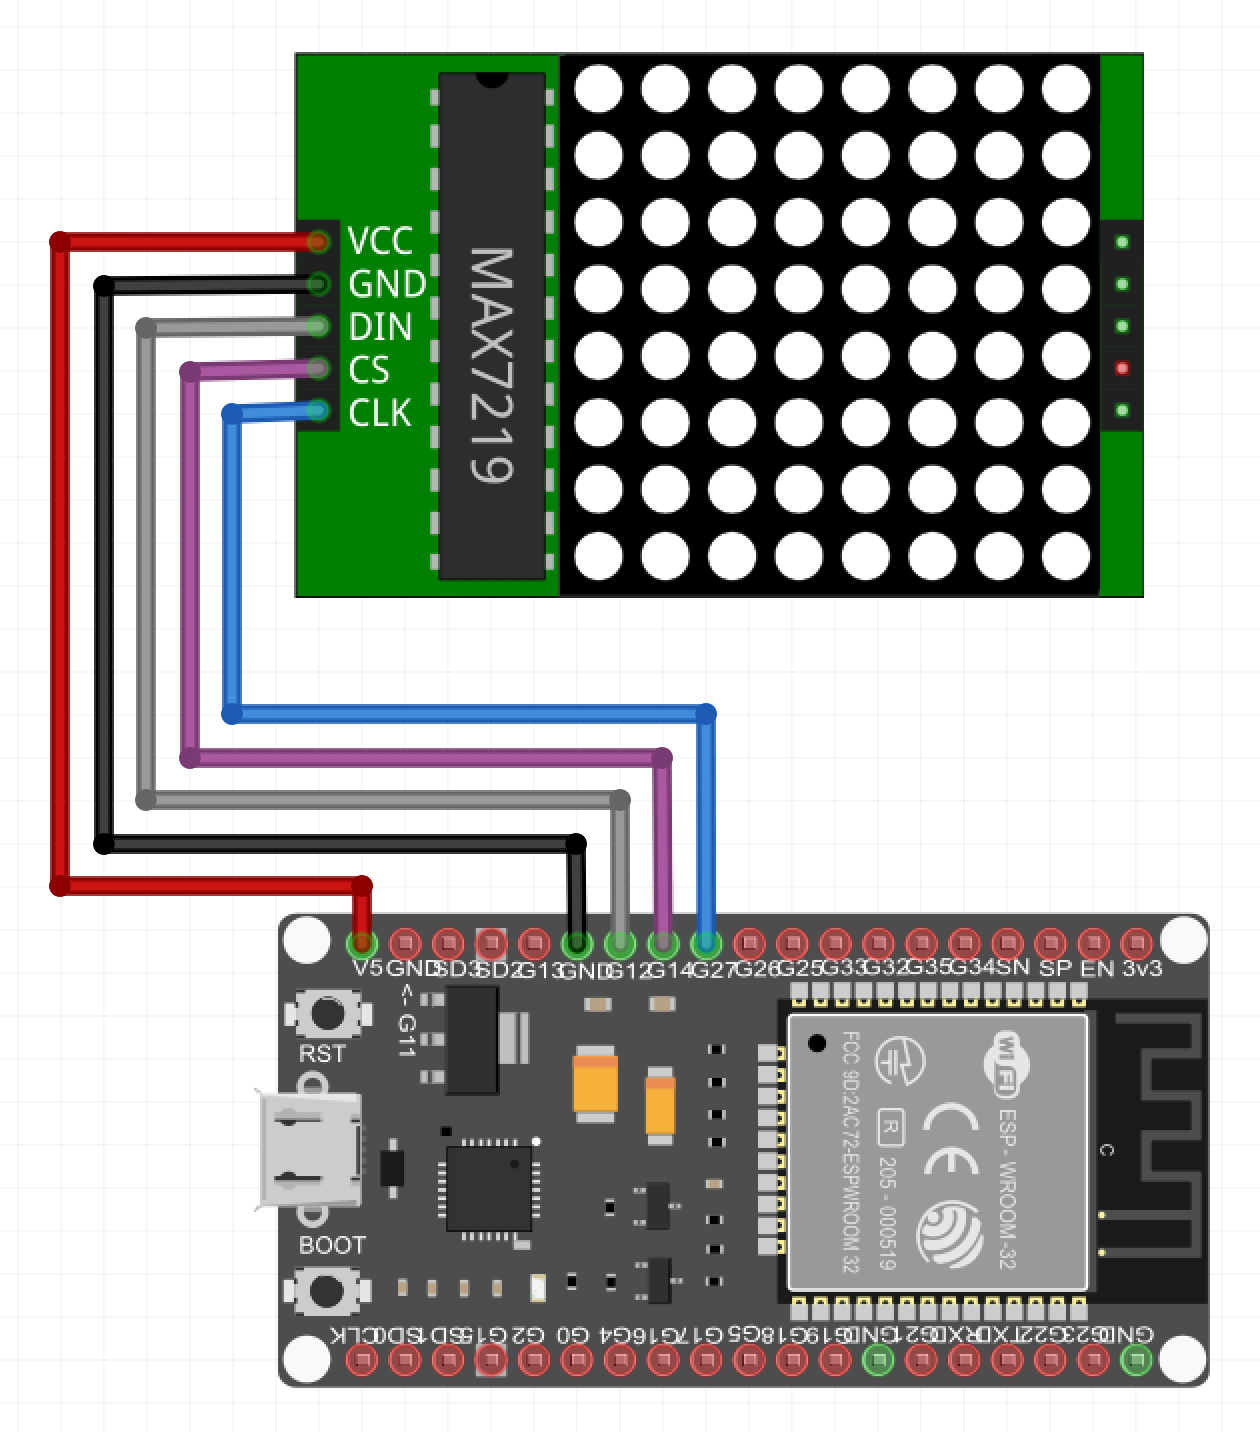 VCC
GND
DIN
CS
CLK
MAX7219
V5 GND SD3 SD2 G13 GND G12 G14 G27 G26 G25 G33 G32 G35 G34 SN SP EN 3v3
<- G11
RST
BOOT
FCC 9D:2AC72-ESPWROOM 32
R
205 - 000519
CE
WiFi
ESP - WROOM -32
C
CLK SD0 SD1 G15 G2 G0 G4 G16 G17 G5 G18 G19 GND G21 RXD TXD G22 G23 GND